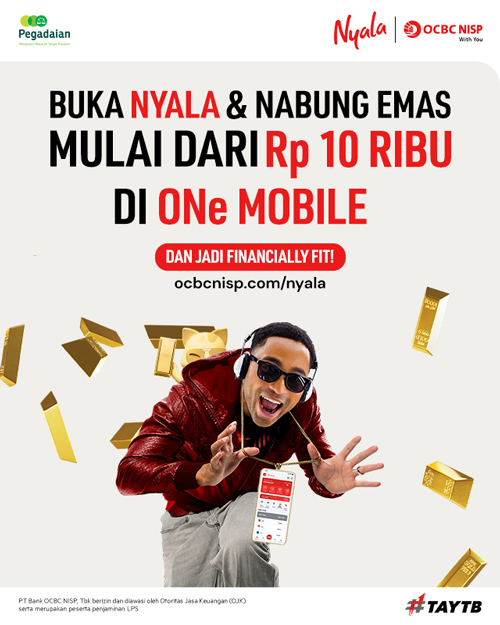 Pegadaian
Nyala
OCBC NISP
With You
BUKA NYALA & NABUNG EMAS
MULAI DARI Rp 10 RIBU
DI ONe MOBILE
DAN JADI FINANCIALLY FIT!
ocbcnisp.com/nyala
PT Bank OCBC NISP, Tbk berizin dan diawasi oleh Otoritas Jasa Keuangan (OJK)
serta merupakan peserta penjaminan LPS
#TAYTB